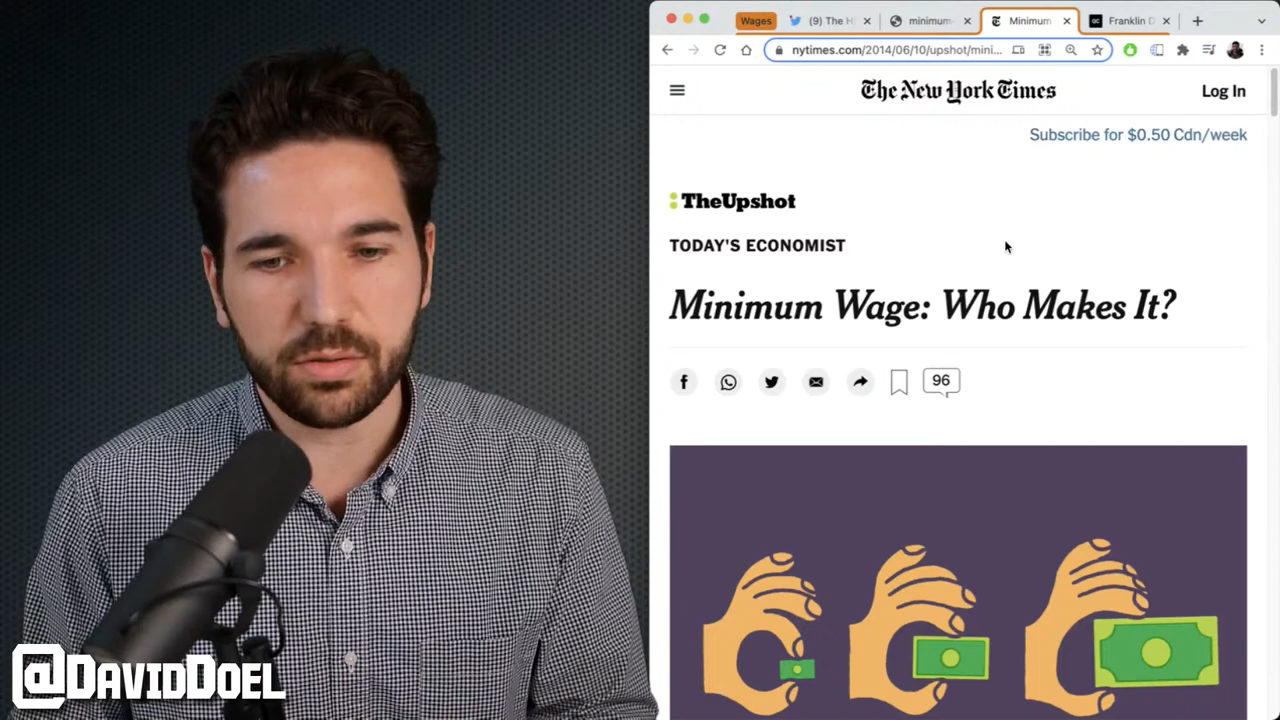 Wages
(9) The H
minimum-
Minimum
Franklin D
nytimes.com/2014/06/10/upshot/mini...
The New York Times
Log In
Subscribe for $0.50 Cdn/week
TheUpshot
TODAY'S ECONOMIST
Minimum Wage: Who Makes It?
96
@DAVIDDOEL